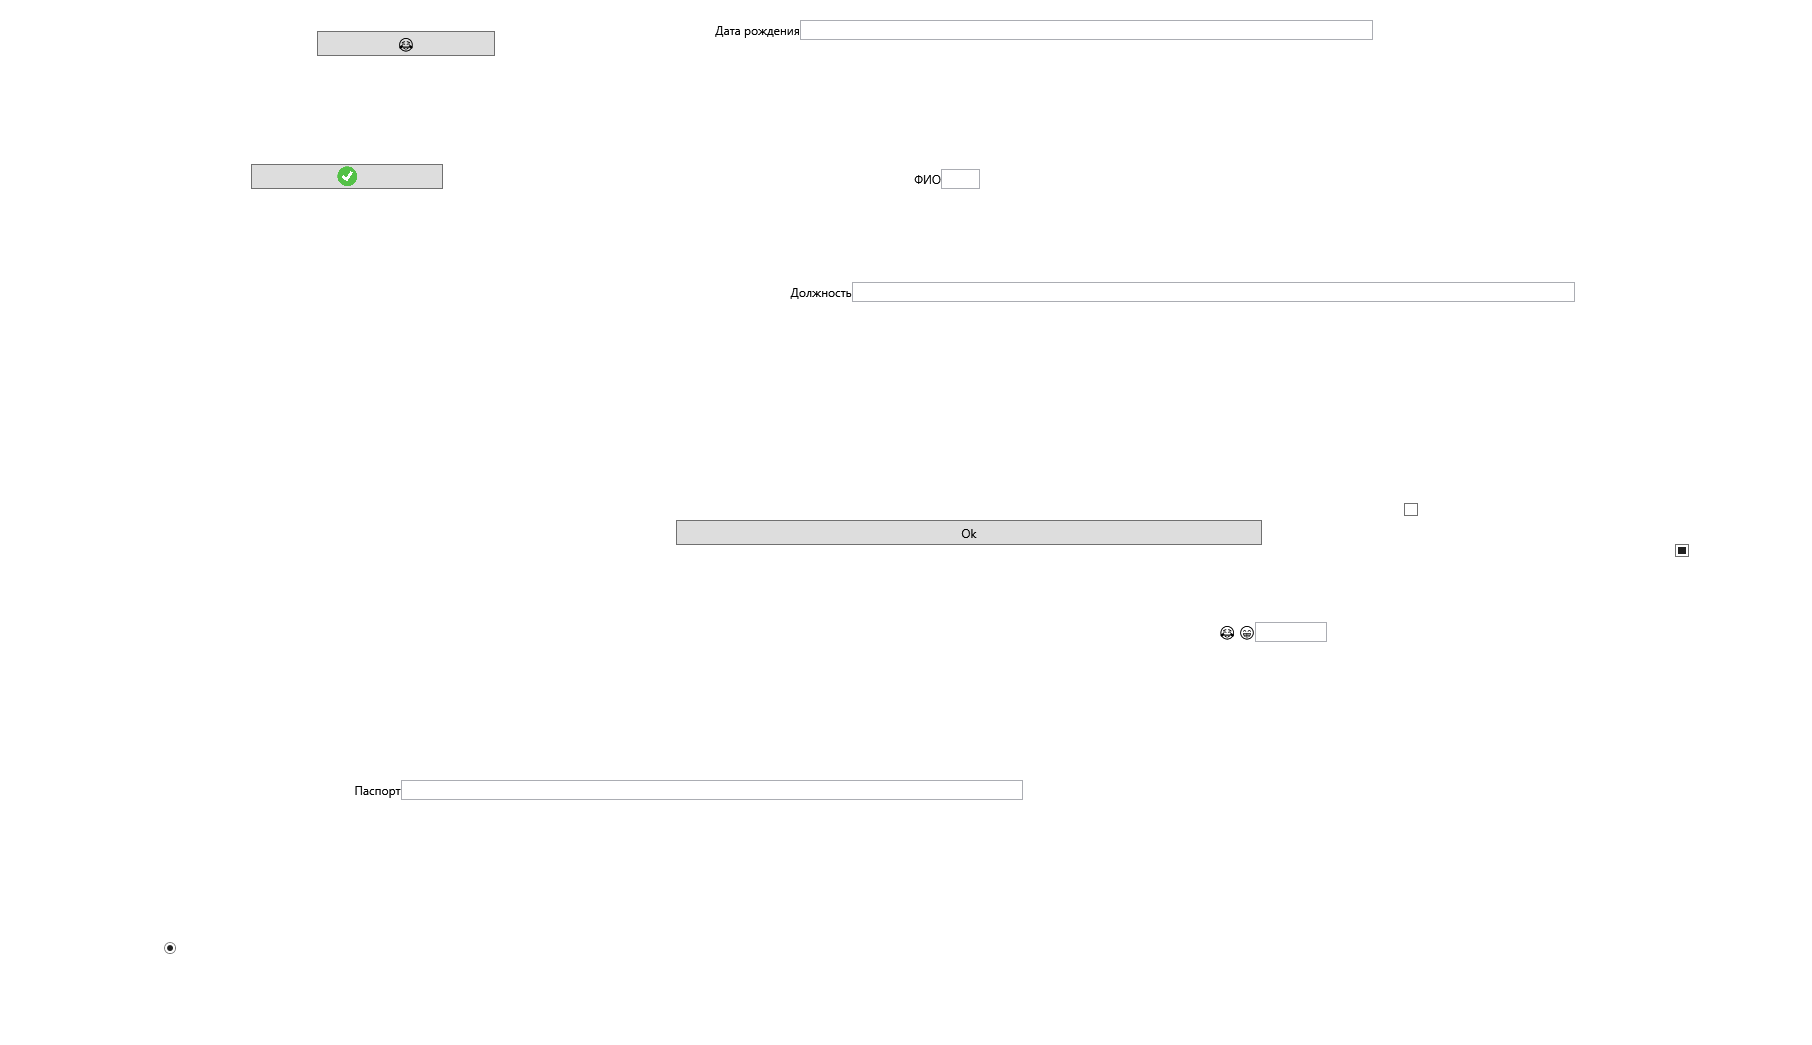 Дата рождения
😂
ФИО
Должность
Ok
😂 😄
Паспорт